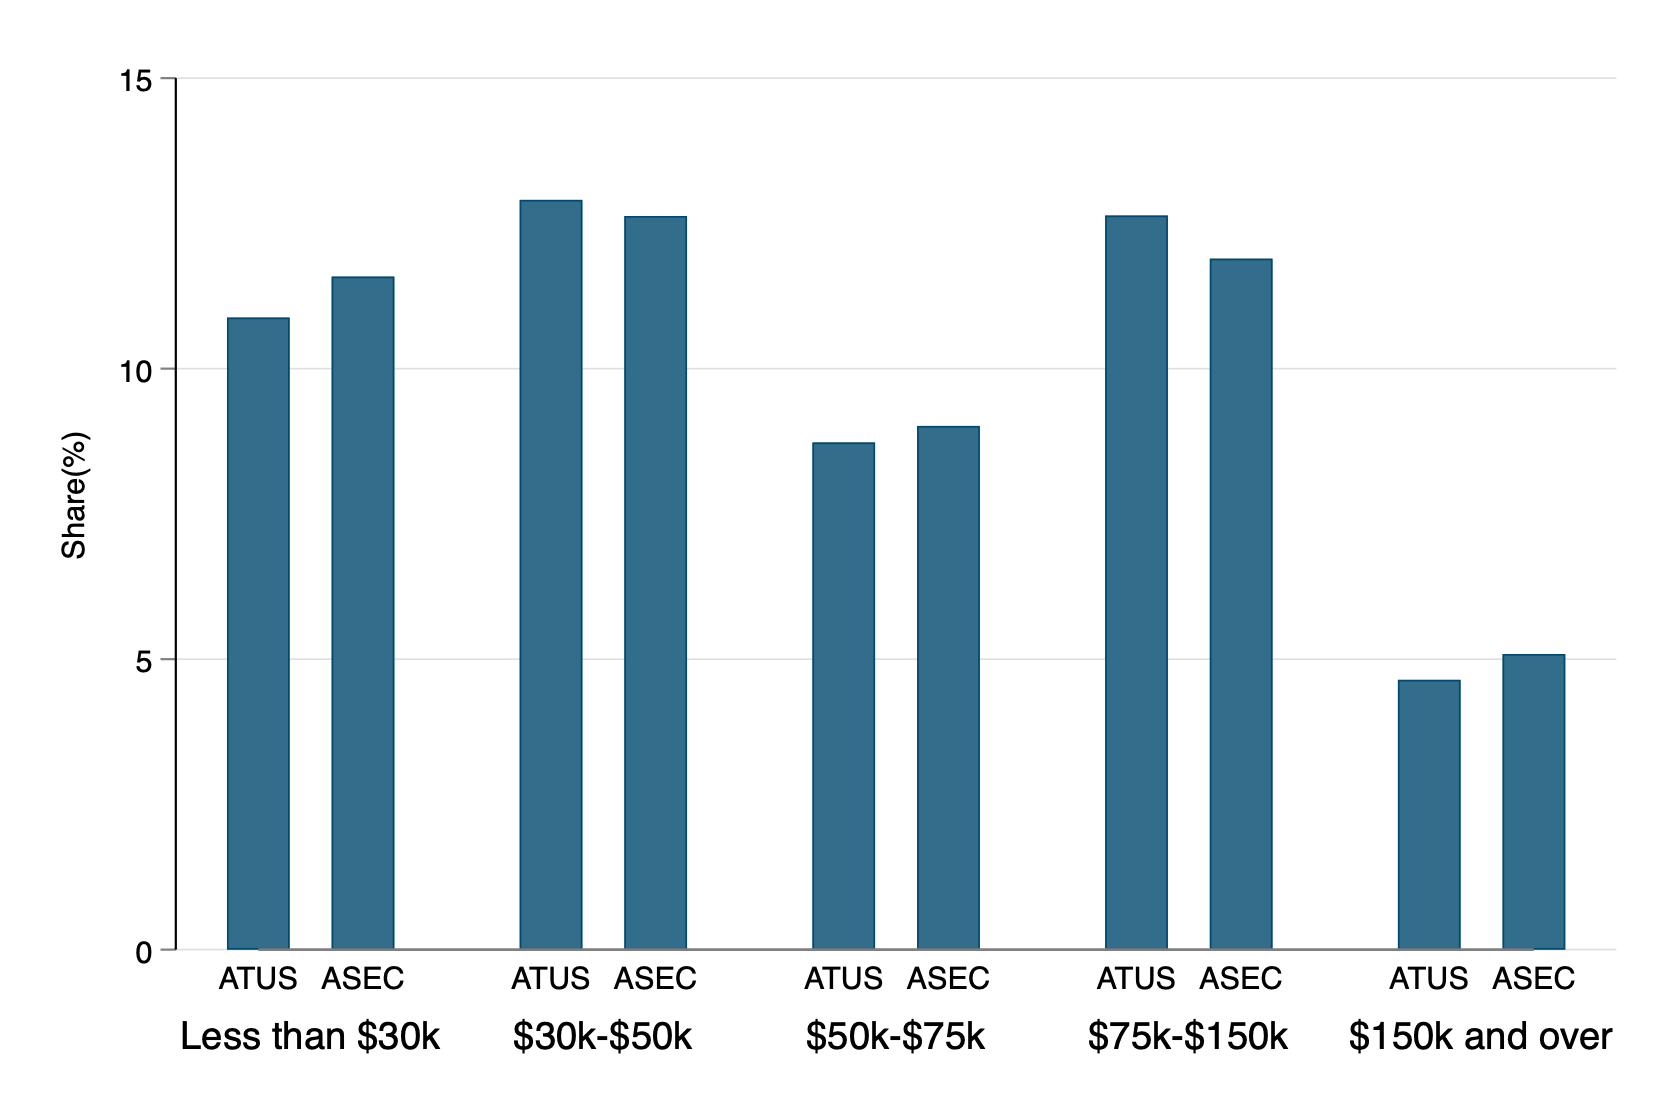 15
10
5
0
Share(%)
ATUS ASEC ATUS ASEC ATUS ASEC ATUS ASEC ATUS ASEC
Less than $30k $30k-$50k $50k-$75k $75k-$150k $150k and over